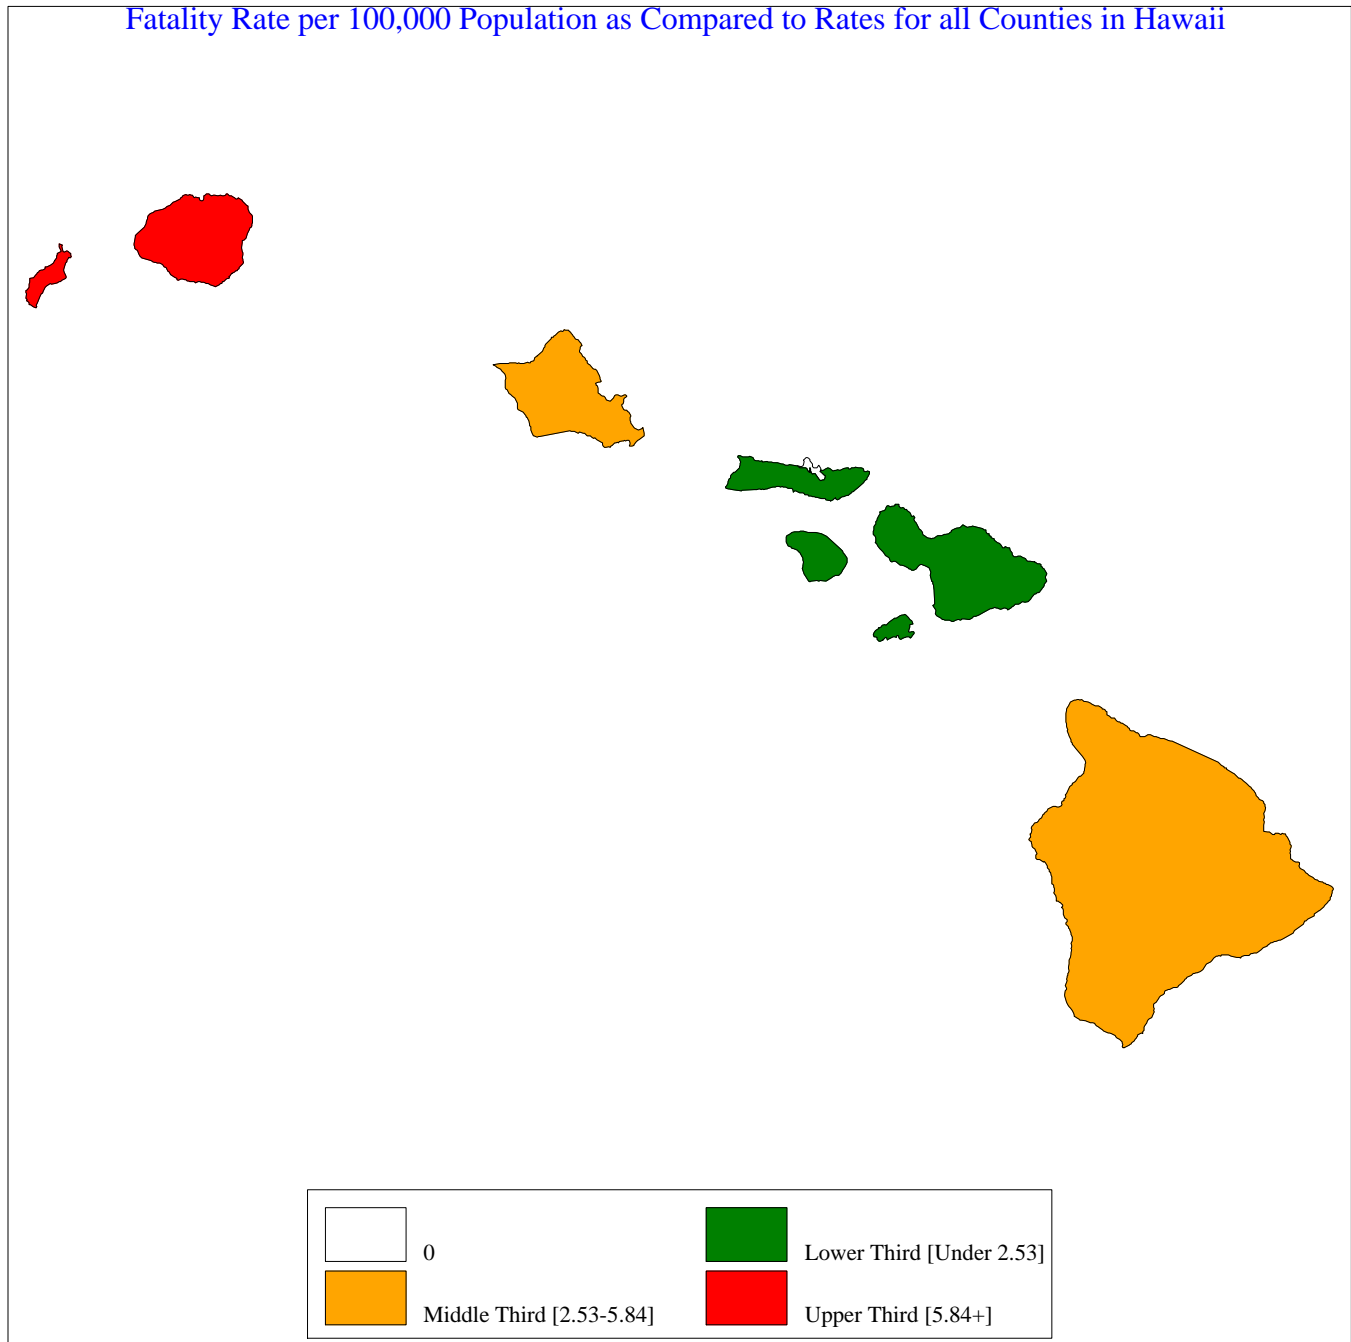 Fatality Rate per 100,000 Population as Compared to Rates for all Counties in Hawaii
0
Lower Third [Under 2.53]
Middle Third [2.53-5.84]
Upper Third [5.84+]